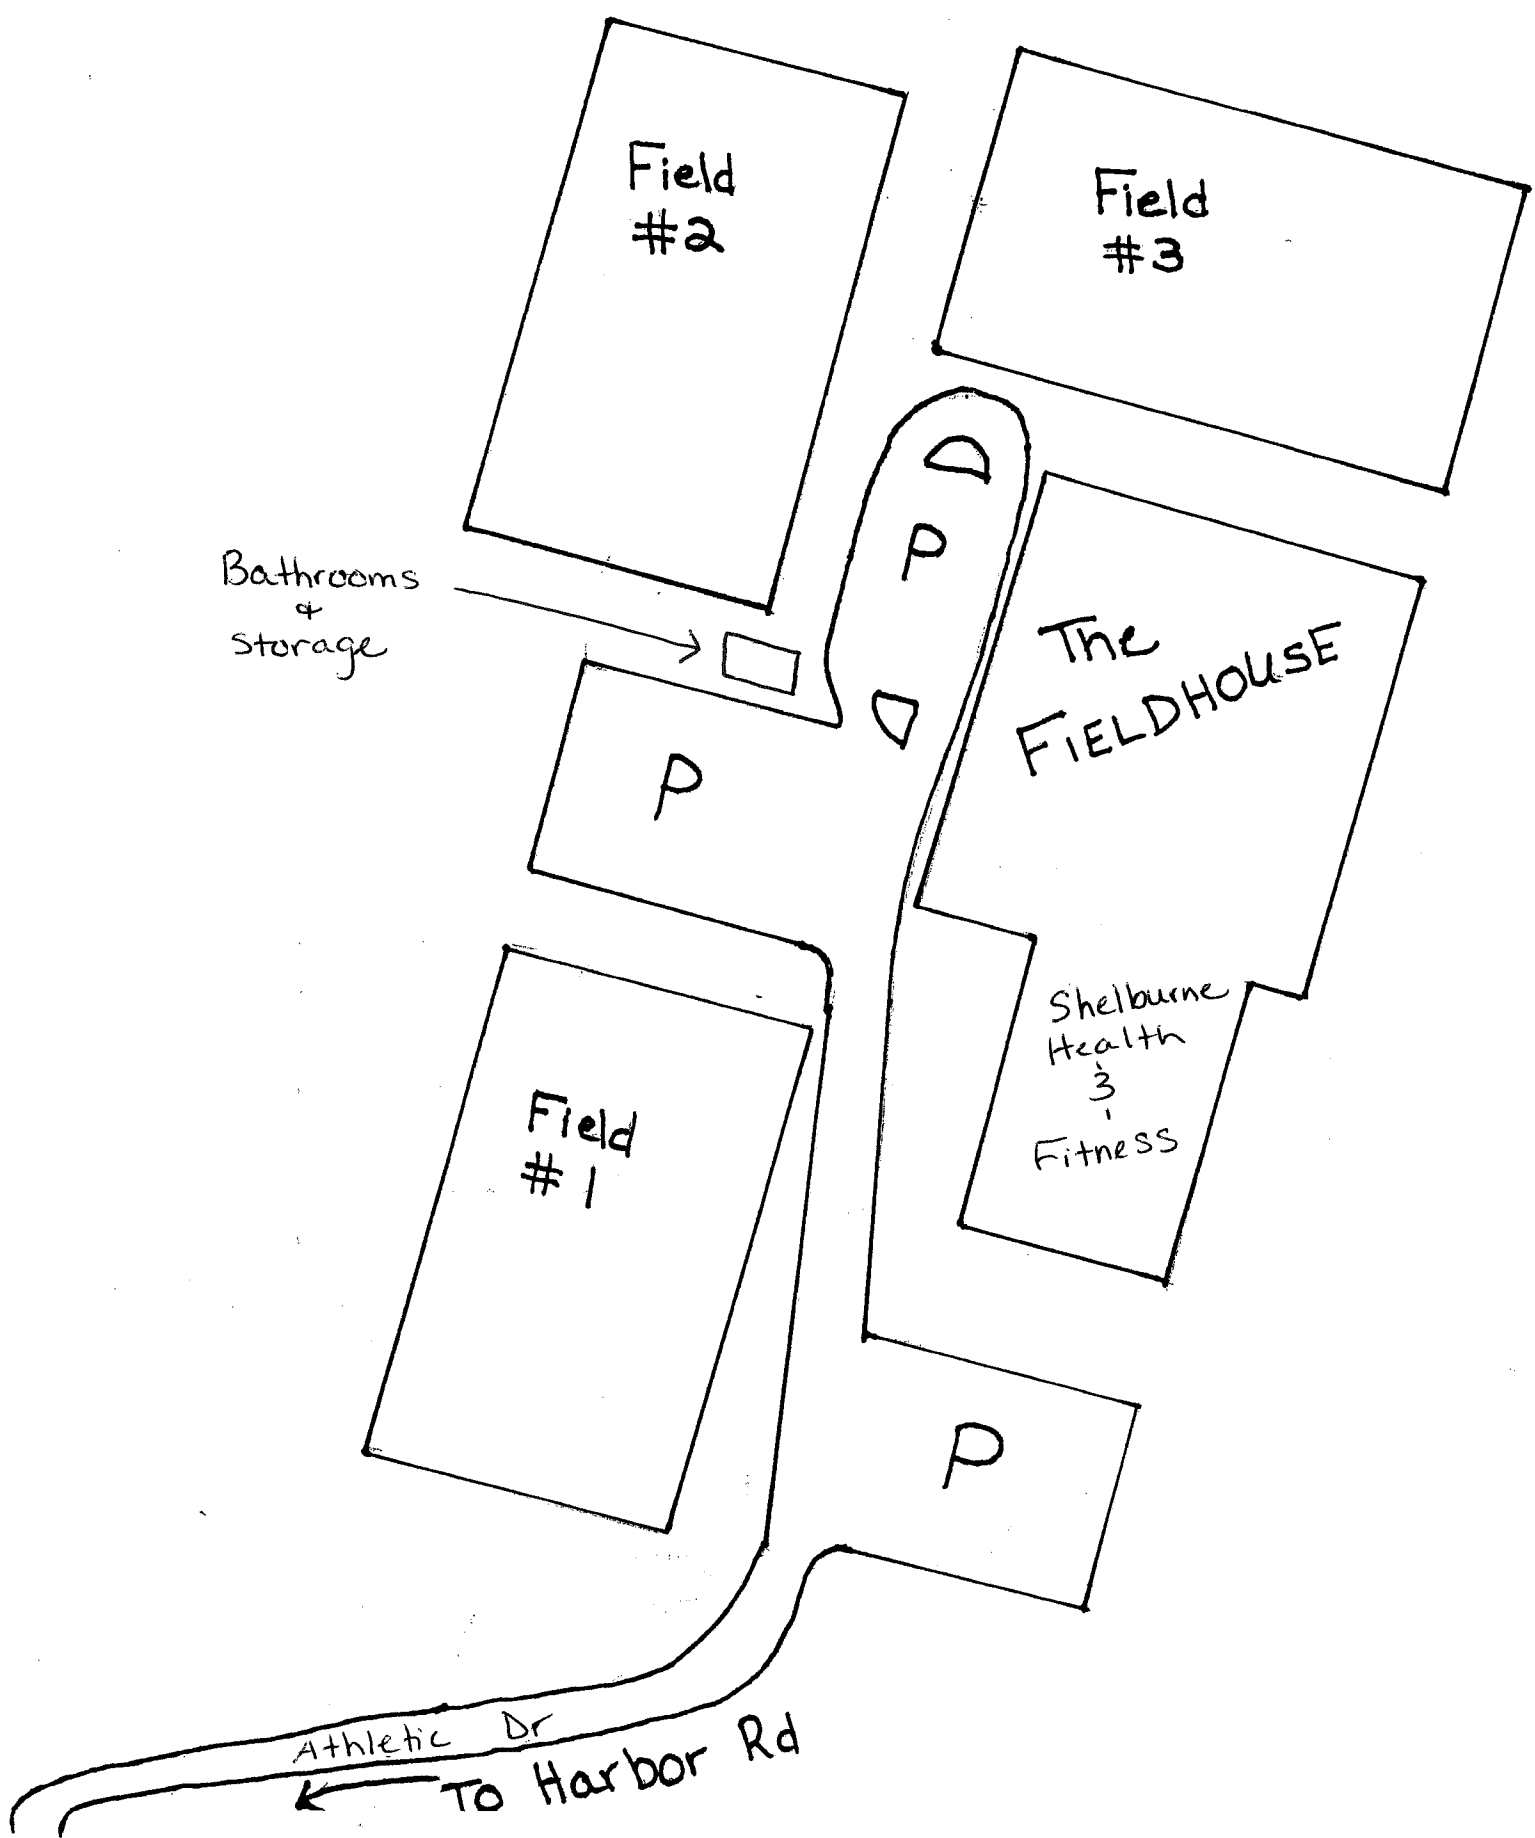 Field
#2
Field
#3
Bathrooms
&
Storage
P
The
FIELDHOUSE
P
Shelburne
Health
&
Fitness
Field
#1
P
Athletic Dr
To Harbor Rd